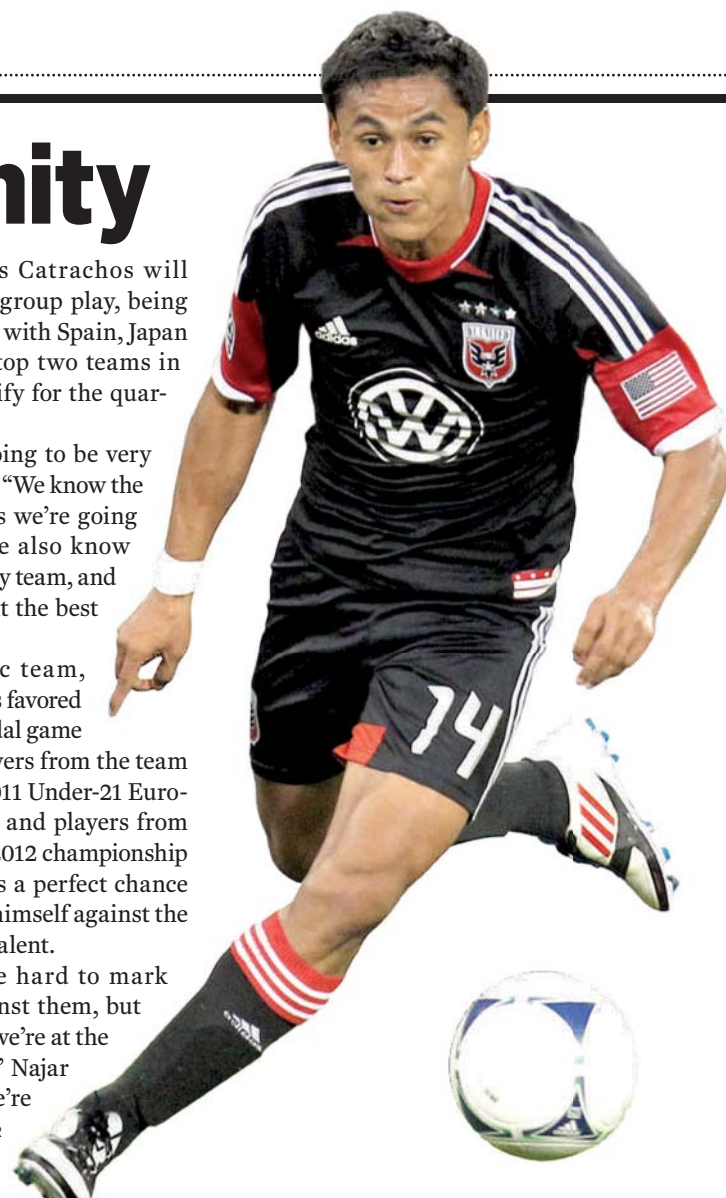 nity
s Catrachos will
group play, being
with Spain, Japan
top two teams in
ify for the quar-
oing to be very
“We know the
s we’re going
e also know
y team, and
t the best
c team,
s favored
dal game
yers from the team
011 Under-21 Euro-
and players from
2012 championship
s a perfect chance
himself against the
alent.
e hard to mark
nst them, but
we’re at the
” Najar
e’re
adidas
VW
14
adidas